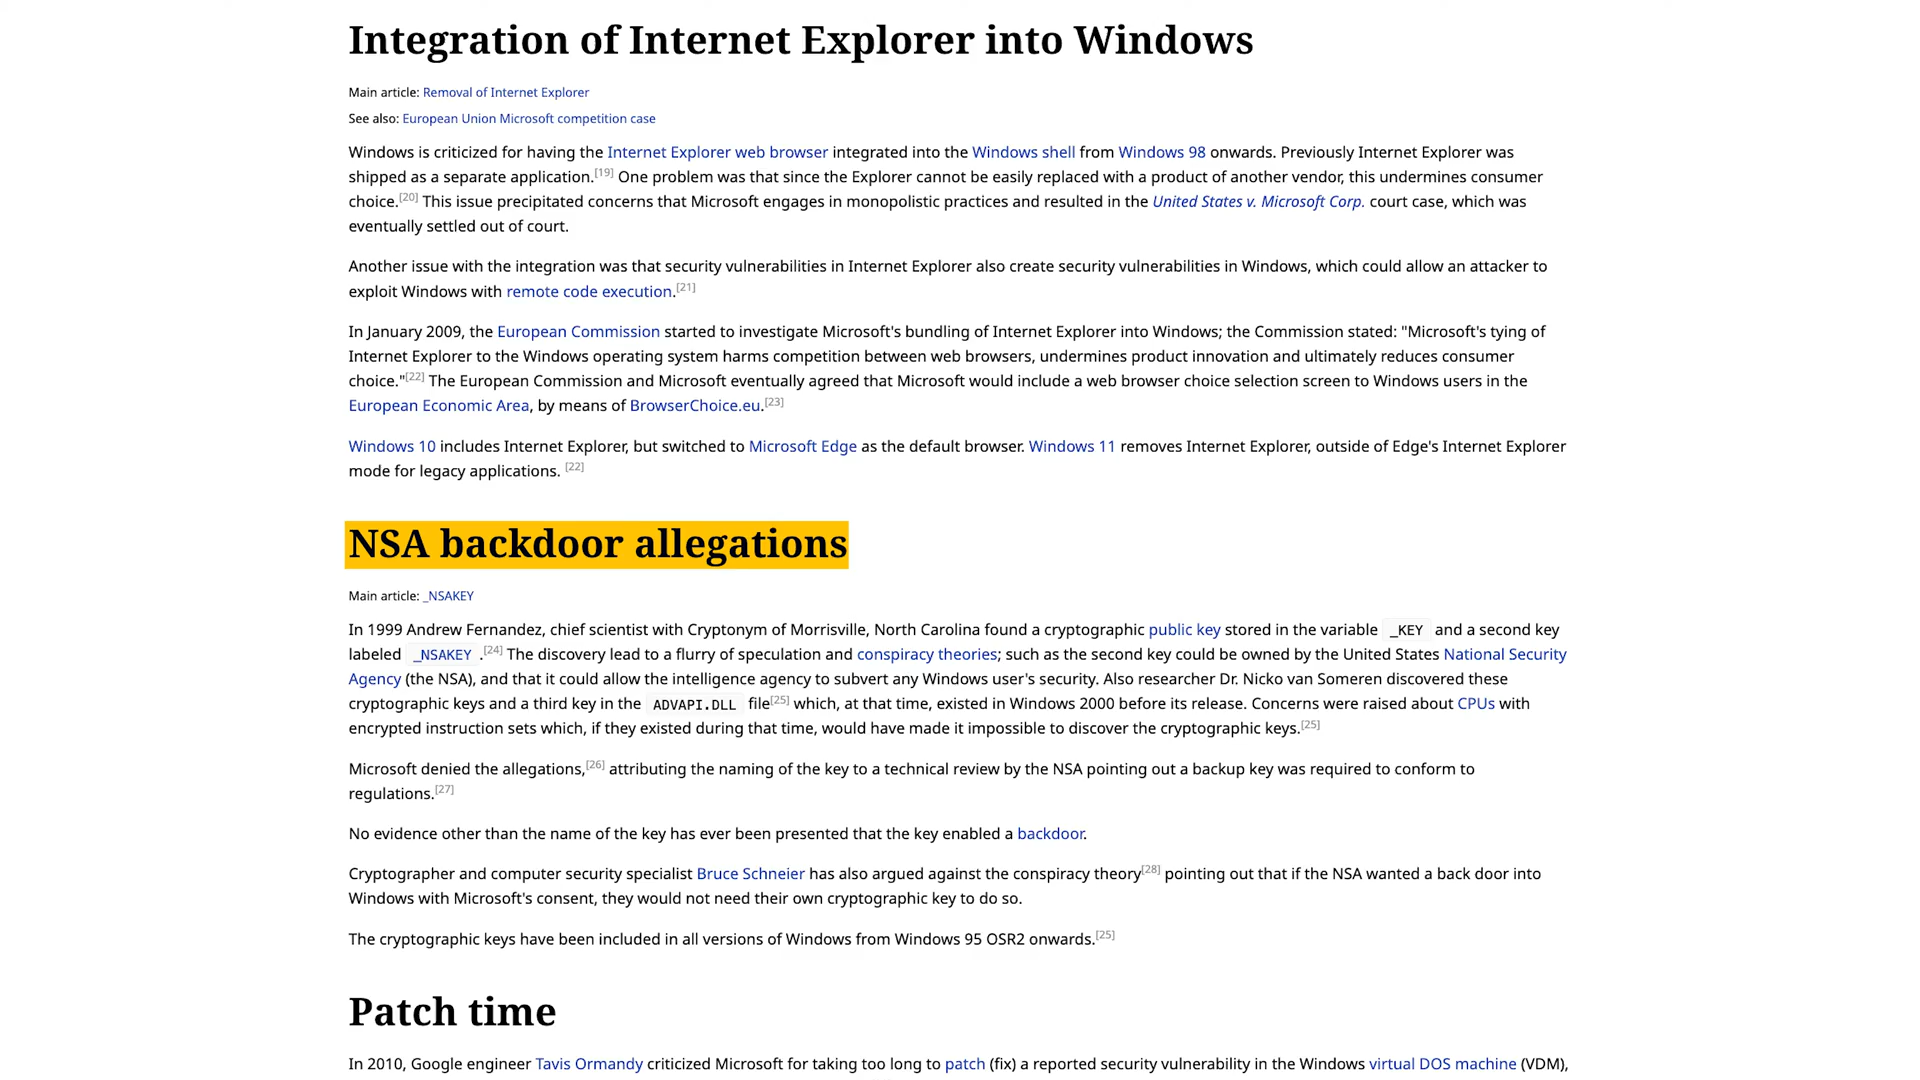 Integration of Internet Explorer into Windows
Main article: Removal of Internet Explorer
See also: European Union Microsoft competition case
Windows is criticized for having the Internet Explorer web browser integrated into the Windows shell from Windows 98 onwards. Previously Internet Explorer was
shipped as a separate application.[19] One problem was that since the Explorer cannot be easily replaced with a product of another vendor, this undermines consumer
choice.[20] This issue precipitated concerns that Microsoft engages in monopolistic practices and resulted in the United States v. Microsoft Corp. court case, which was
eventually settled out of court.
Another issue with the integration was that security vulnerabilities in Internet Explorer also create security vulnerabilities in Windows, which could allow an attacker to
exploit Windows with remote code execution.[21]
In January 2009, the European Commission started to investigate Microsoft's bundling of Internet Explorer into Windows; the Commission stated: "Microsoft's tying of
Internet Explorer to the Windows operating system harms competition between web browsers, undermines product innovation and ultimately reduces consumer
choice."[22] The European Commission and Microsoft eventually agreed that Microsoft would include a web browser choice selection screen to Windows users in the
European Economic Area, by means of BrowserChoice.eu.[23]
Windows 10 includes Internet Explorer, but switched to Microsoft Edge as the default browser. Windows 11 removes Internet Explorer, outside of Edge's Internet Explorer
mode for legacy applications. [22]
NSA backdoor allegations
Main article: _NSAKEY
In 1999 Andrew Fernandez, chief scientist with Cryptonym of Morrisville, North Carolina found a cryptographic public key stored in the variable _KEY and a second key
labeled _NSAKEY .[24] The discovery lead to a flurry of speculation and conspiracy theories; such as the second key could be owned by the United States National Security
Agency (the NSA), and that it could allow the intelligence agency to subvert any Windows user's security. Also researcher Dr. Nicko van Someren discovered these
cryptographic keys and a third key in the ADVAPI.DLL file[25] which, at that time, existed in Windows 2000 before its release. Concerns were raised about CPUs with
encrypted instruction sets which, if they existed during that time, would have made it impossible to discover the cryptographic keys.[25]
Microsoft denied the allegations,[26] attributing the naming of the key to a technical review by the NSA pointing out a backup key was required to conform to
regulations.[27]
No evidence other than the name of the key has ever been presented that the key enabled a backdoor.
Cryptographer and computer security specialist Bruce Schneier has also argued against the conspiracy theory[28] pointing out that if the NSA wanted a back door into
Windows with Microsoft's consent, they would not need their own cryptographic key to do so.
The cryptographic keys have been included in all versions of Windows from Windows 95 OSR2 onwards.[25]
Patch time
In 2010, Google engineer Tavis Ormandy criticized Microsoft for taking too long to patch (fix) a reported security vulnerability in the Windows virtual DOS machine (VDM),